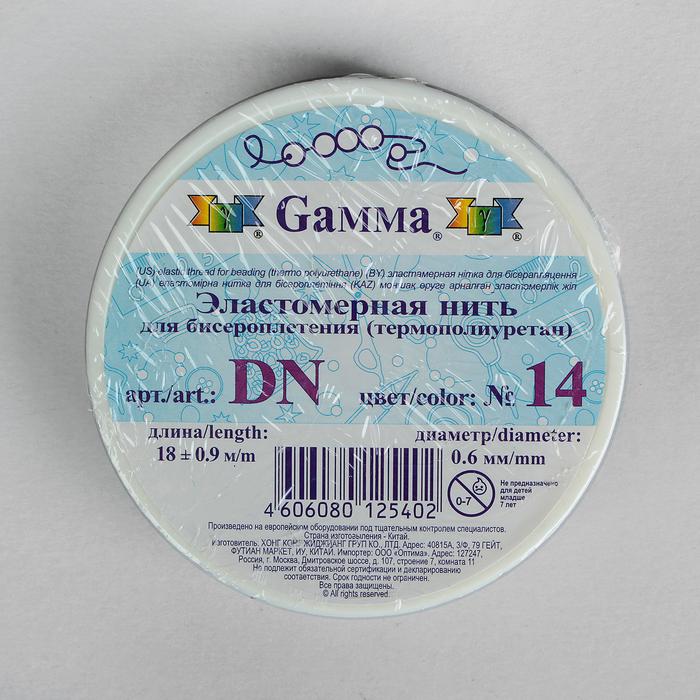 Gамма
® ® ®
(US) elastic thread for beading (thermo polyurethane) (BY) эластамерная нітка для бісерапляцення
(UA) еластомірна нитка для бісероплетіння (KAZ) моншақ өруге арналған эластомерлік жіп
Эластомерная нить
для бисероплетения (термополиуретан)
арт./art.: DN цвет/color: № 14
длина/length: диаметр/diameter:
18 ± 0.9 м/m 0.6 мм/mm
0-7
Не предназначено
для детей
младше
7 лет
4 606080 125402
Произведено на европейском оборудовании под тщательным контролем специалистов.
Страна изготовления - Китай.
Изготовитель: ХОНГ КОНГ ЖИДЖИАНГ ГРУП КО., ЛТД. Адрес: 40815А, 3/Ф, 79 ГЕЙТ,
ФУТИАН МАРКЕТ, ИУ, КИТАЙ. Импортер: ООО «Оптима». Адрес: 127247,
Россия, г. Москва, Дмитровское шоссе, д. 107, строение 7, комната 11
Не подлежит обязательной сертификации и декларированию
соответствия. Срок годности не ограничен.
Все права защищены.
© All rights reserved.